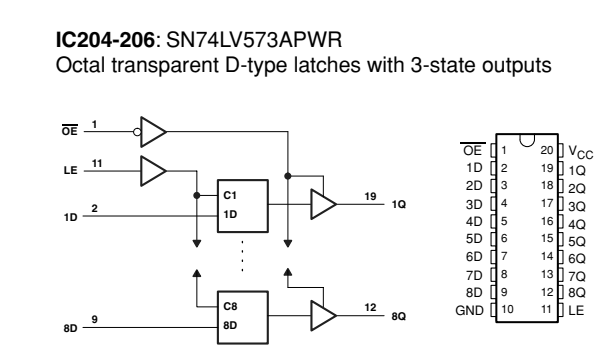 IC204-206: SN74LV573APWR
Octal transparent D-type latches with 3-state outputs
OE 1
LE 11
1D 2
C1
1D
19 1Q
C8
8D
8D 9
12 8Q
OE 1 20 VCC
1D 2 19 1Q
2D 3 18 2Q
3D 4 17 3Q
4D 5 16 4Q
5D 6 15 5Q
6D 7 14 6Q
7D 8 13 7Q
8D 9 12 8Q
GND 10 11 LE